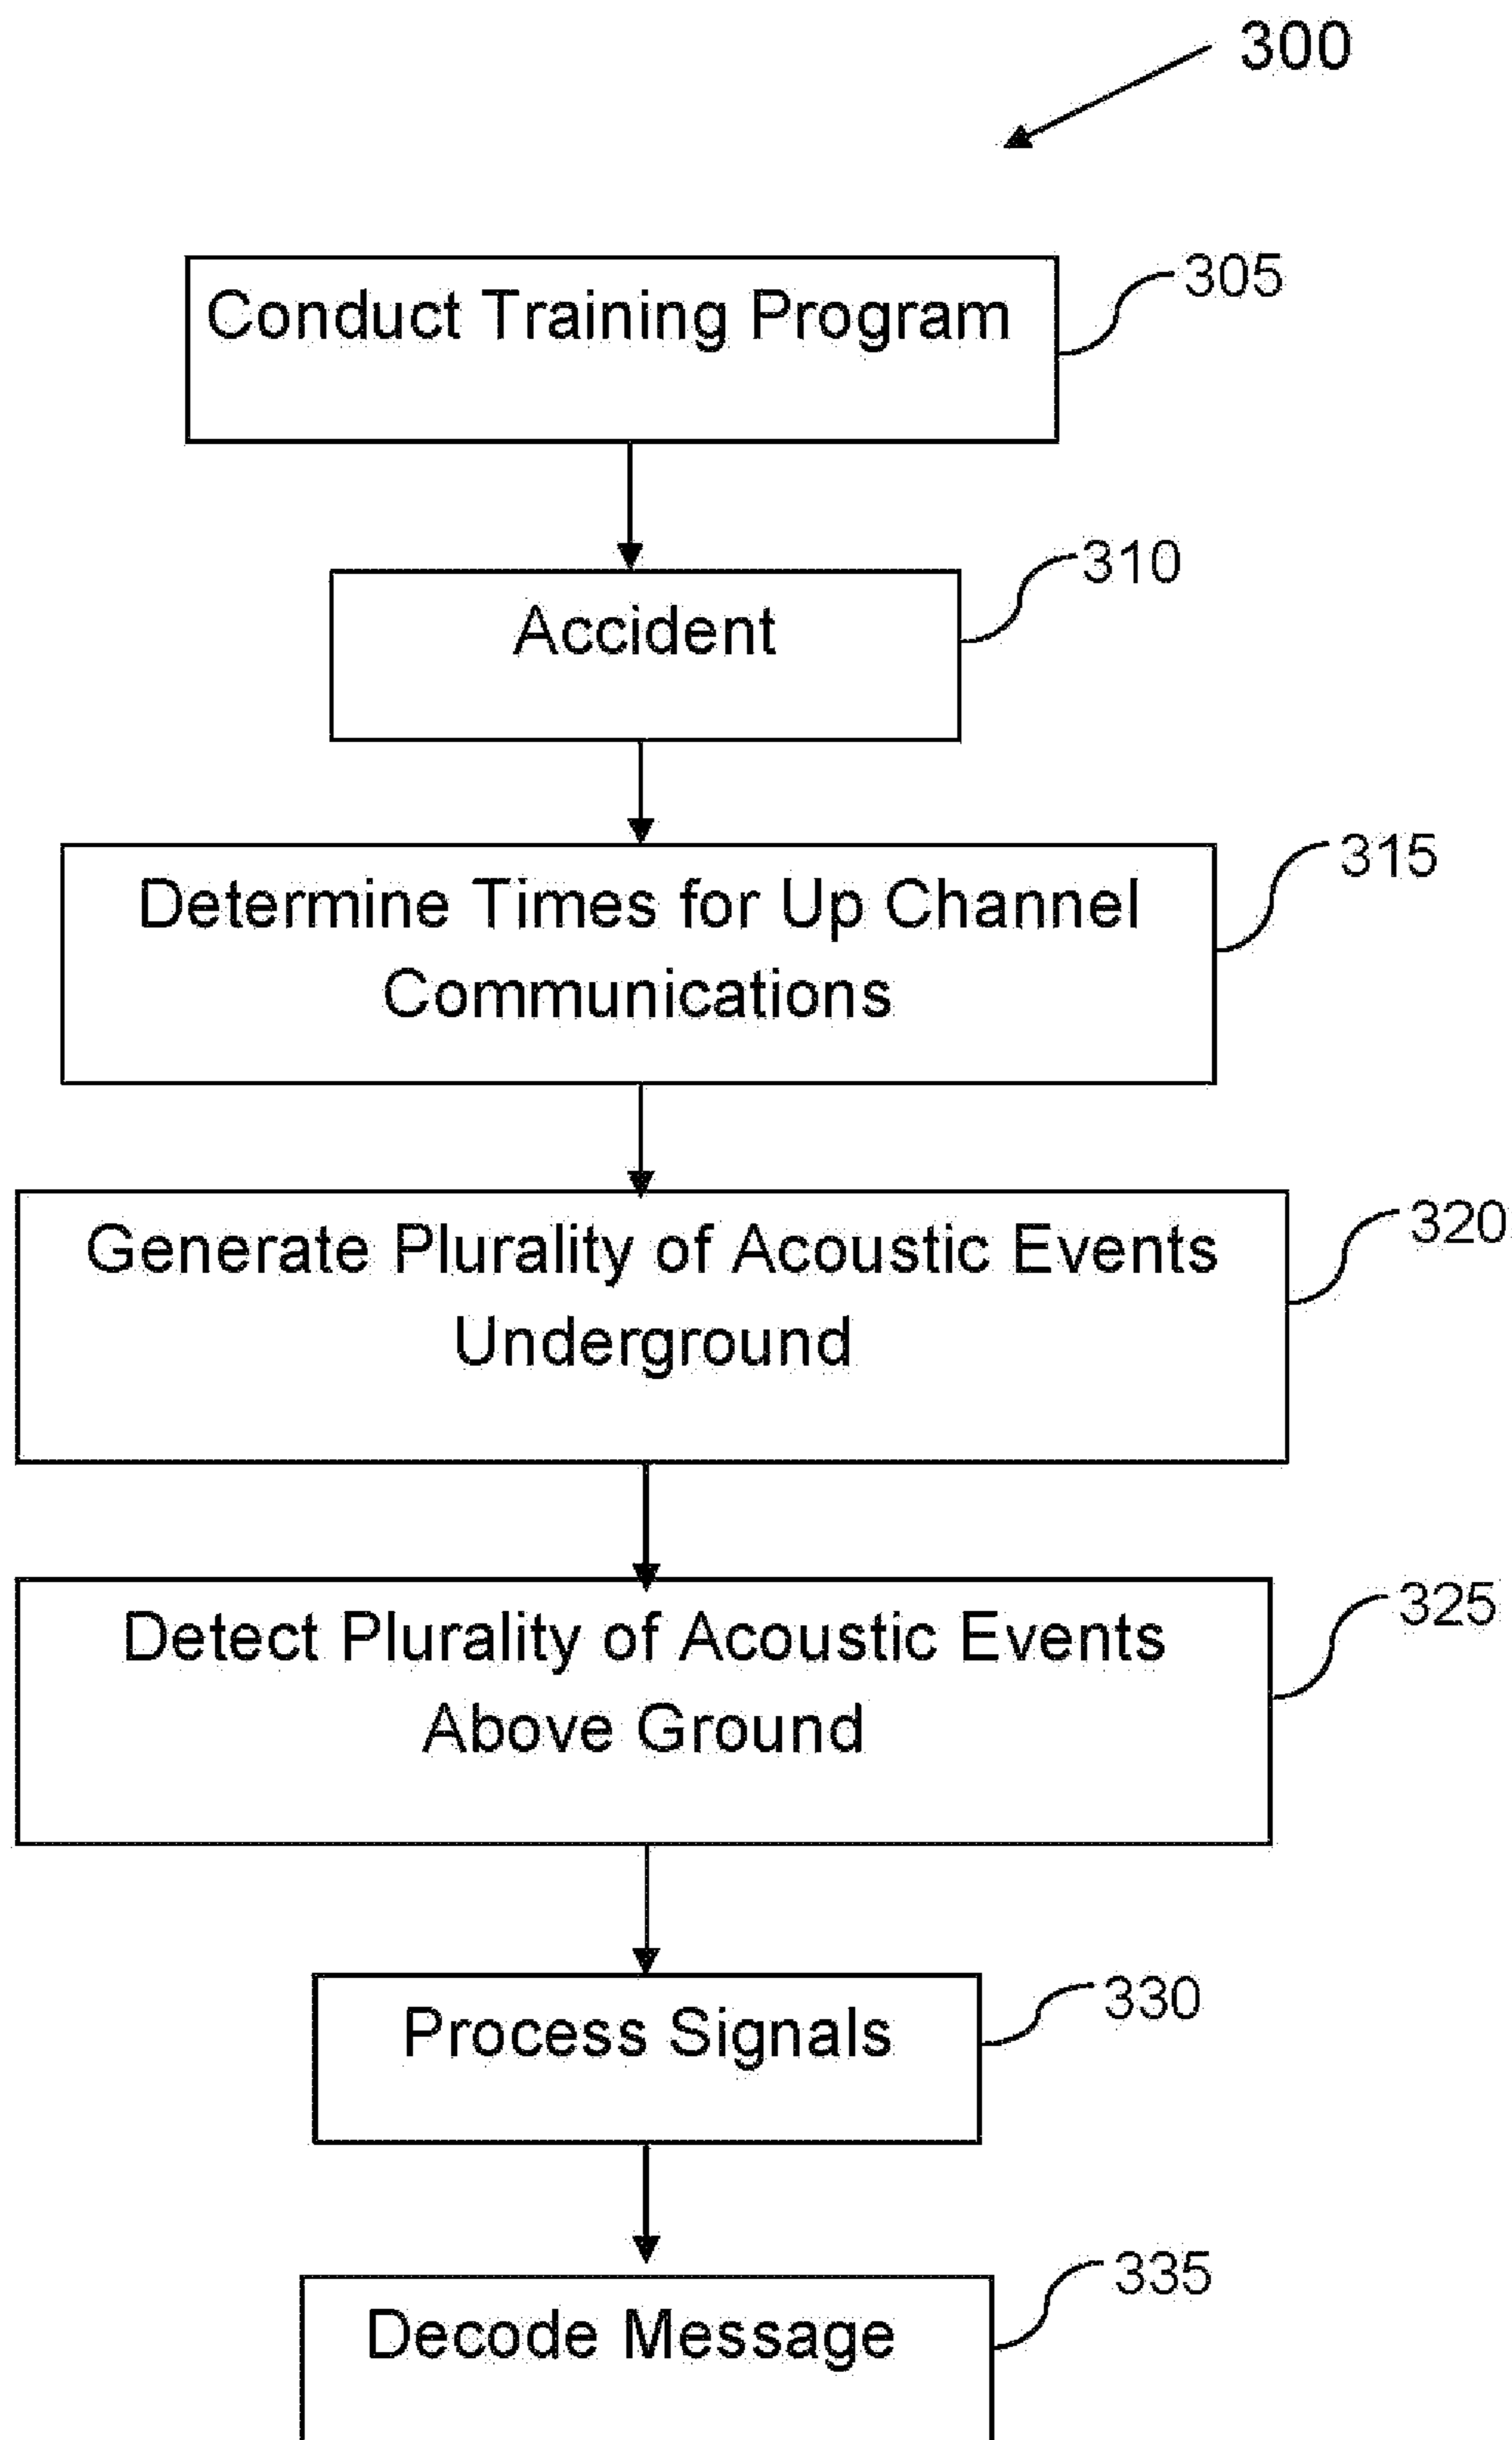 300
Conduct Training Program
305
Accident
310
Determine Times for Up Channel
Communications
315
Generate Plurality of Acoustic Events
Underground
320
Detect Plurality of Acoustic Events
Above Ground
325
Process Signals
330
Decode Message
335